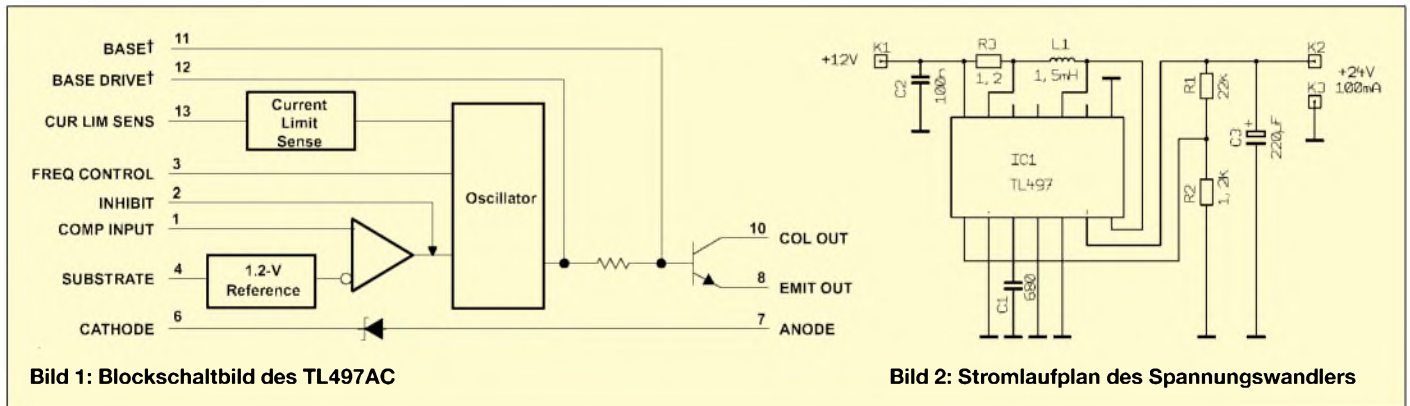 BASE† 11
BASE DRIVE† 12
CUR LIM SENS 13
Current
Limit
Sense
FREQ CONTROL 3
INHIBIT 2
COMP INPUT 1
SUBSTRATE 4
1.2-V
Reference
Oscillator
10 COL OUT
8 EMIT OUT
CATHODE 6
7 ANODE
Bild 1: Blockschaltbild des TL497AC
+12V
K1
C2
100n
R3
1,2
L1
1,5mH
IC1
TL497
C1
680
R1
22k
R2
1,2K
C3
+
220µF
K2
+24V
100mA
K3
Bild 2: Stromlaufplan des Spannungswandlers